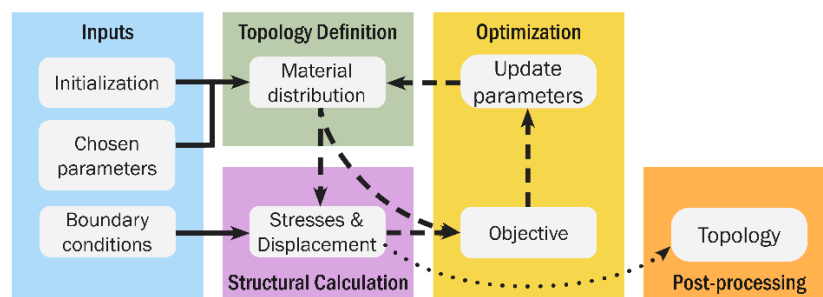 Inputs
Initialization
Chosen
parameters
Boundary
conditions
Topology Definition
Material
distribution
Stresses &
Displacement
Structural Calculation
Optimization
Update
parameters
Objective
Topology
Post-processing